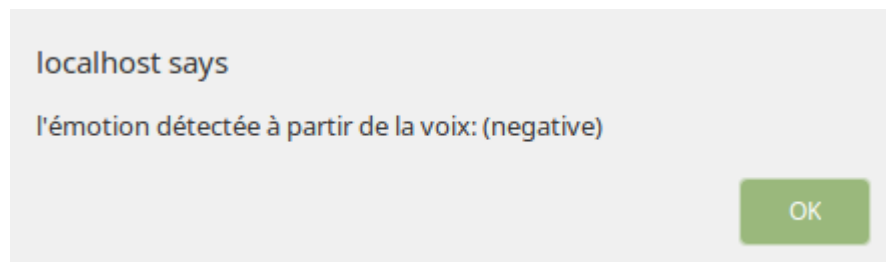 localhost says
l'émotion détectée à partir de la voix: (negative)
OK